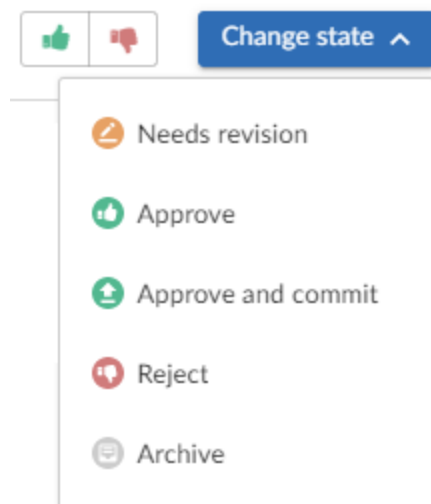 Change state
Needs revision
Approve
Approve and commit
Reject
Archive